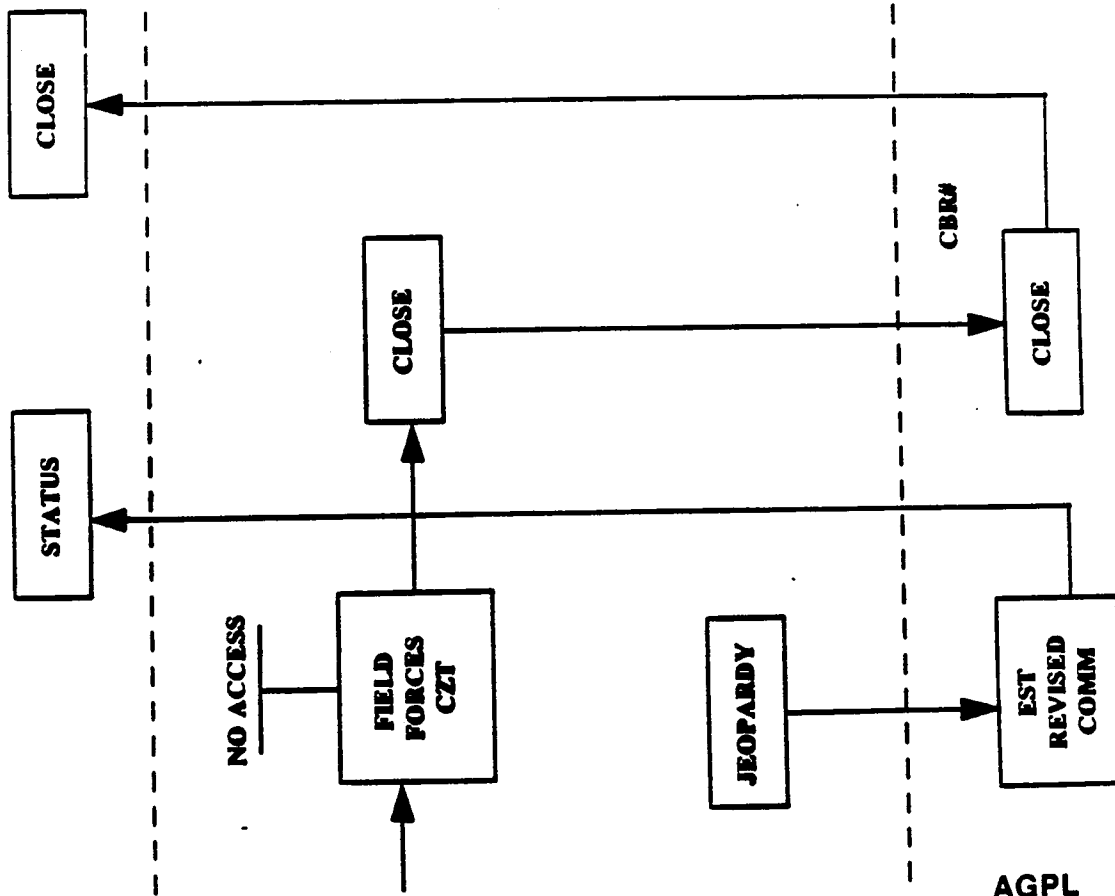 CLOSE
STATUS
NO ACCESS
FIELD
FORCES
CZT
CLOSE
JEOPARDY
CBR#
EST
REVISED
COMM
CLOSE
AGPL